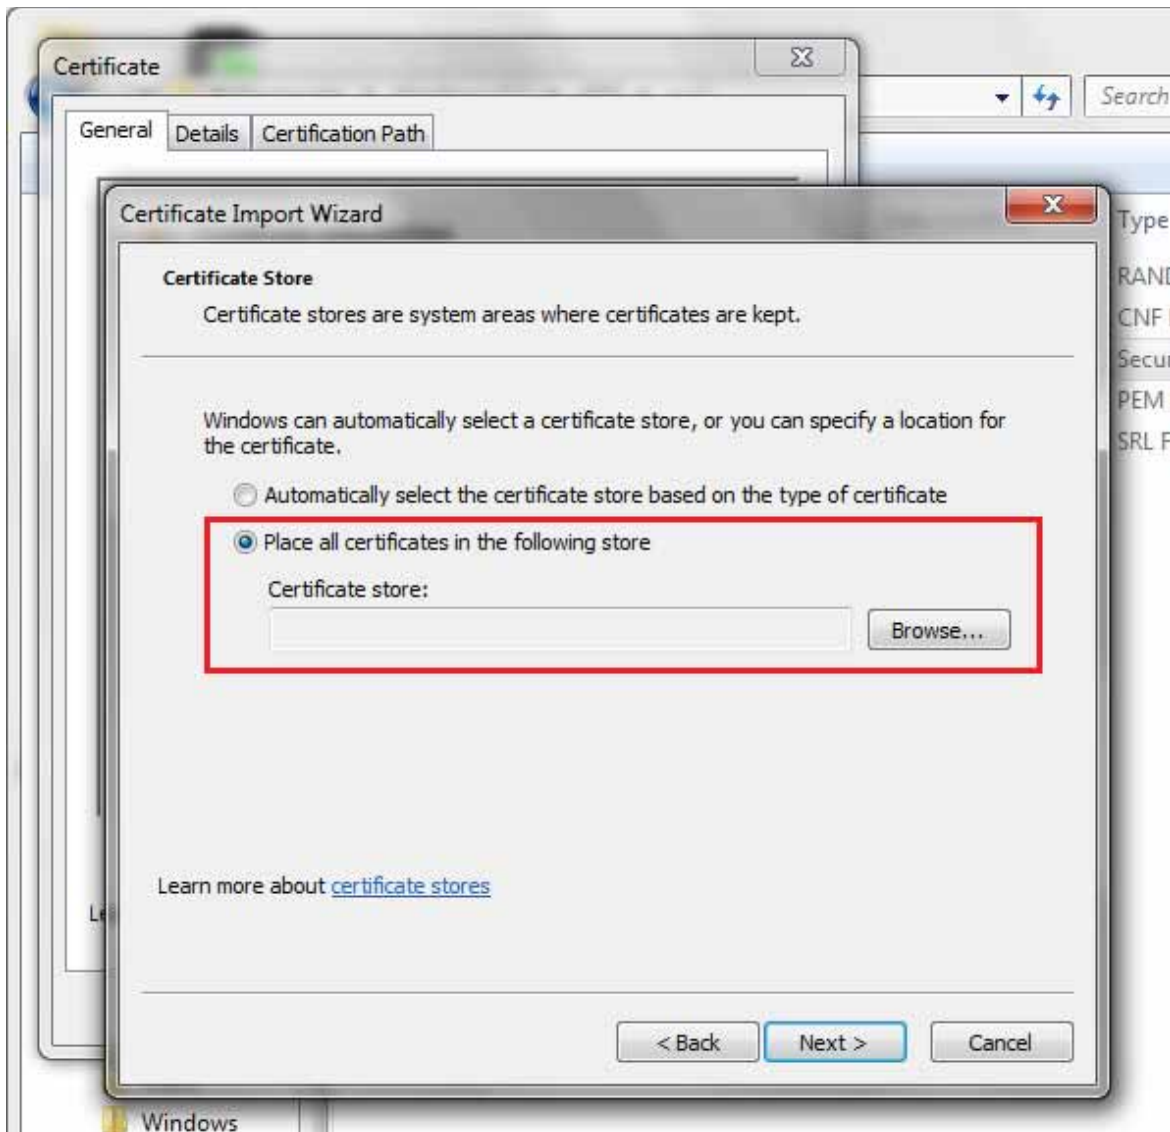 Certificate
Search
General Details Certification Path
Certificate Import Wizard
Type
Certificate Store
Certificate stores are system areas where certificates are kept.
RAND
CNF
Secur
PEM
SRL F
Windows can automatically select a certificate store, or you can specify a location for
the certificate.
Automatically select the certificate store based on the type of certificate
Place all certificates in the following store
Certificate store:
Browse...
Learn more about certificate stores
Le
< Back Next > Cancel
Windows